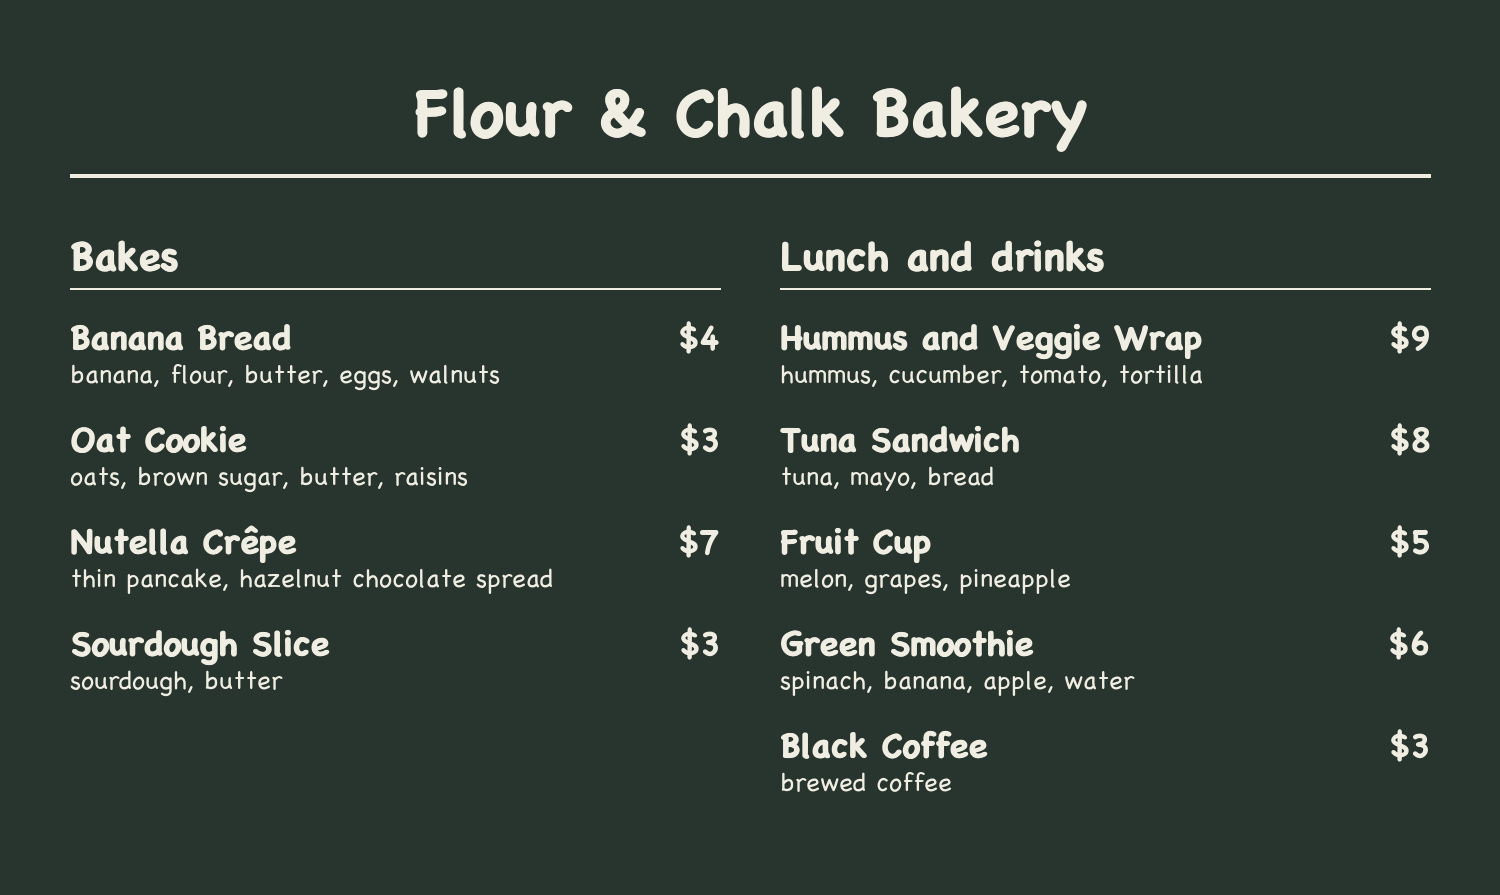 Flour & Chalk Bakery
Bakes
Banana Bread $4
banana, flour, butter, eggs, walnuts
Oat Cookie $3
oats, brown sugar, butter, raisins
Nutella Crêpe $7
thin pancake, hazelnut chocolate spread
Sourdough Slice $3
sourdough, butter
Lunch and drinks
Hummus and Veggie Wrap $9
hummus, cucumber, tomato, tortilla
Tuna Sandwich $8
tuna, mayo, bread
Fruit Cup $5
melon, grapes, pineapple
Green Smoothie $6
spinach, banana, apple, water
Black Coffee $3
brewed coffee